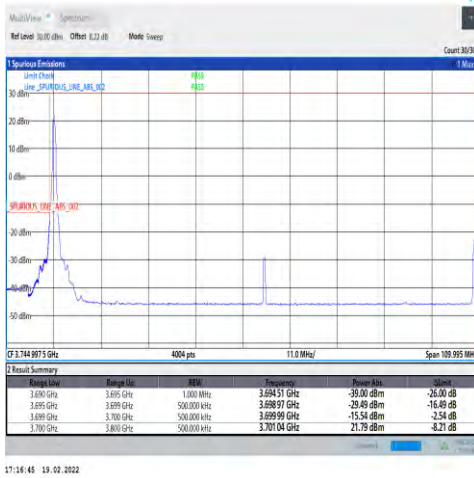 MultiView Spectrum
Ref Level 30.00 dBm Offset 8.22 dB Mode Sweep
Count 30/30
1 Spurious Emissions
Limit Check PASS
Line _SPURIOUS_LINE_ABS_002 PASS
30 dBm
20 dBm
10 dBm
0 dBm
SPURIOUS_LINE_ABS_002
-20 dBm
-30 dBm
-40 dBm
-50 dBm
CF 3.744 997 5 GHz 4004 pts 11.0 MHz/ Span 109.995 MH
2 Result Summary
Range Low Range Up RBW Frequency Power Abs ΔLimit
3.690 GHz 3.695 GHz 1.000 MHz 3.694 51 GHz -39.00 dBm -26.00 dB
3.695 GHz 3.699 GHz 500.000 kHz 3.698 97 GHz -29.49 dBm -16.49 dB
3.699 GHz 3.700 GHz 500.000 kHz 3.699 99 GHz -15.54 dBm -2.54 dB
3.700 GHz 3.800 GHz 500.000 kHz 3.701 04 GHz 21.79 dBm -8.21 dB
17:16:45 19.02.2022